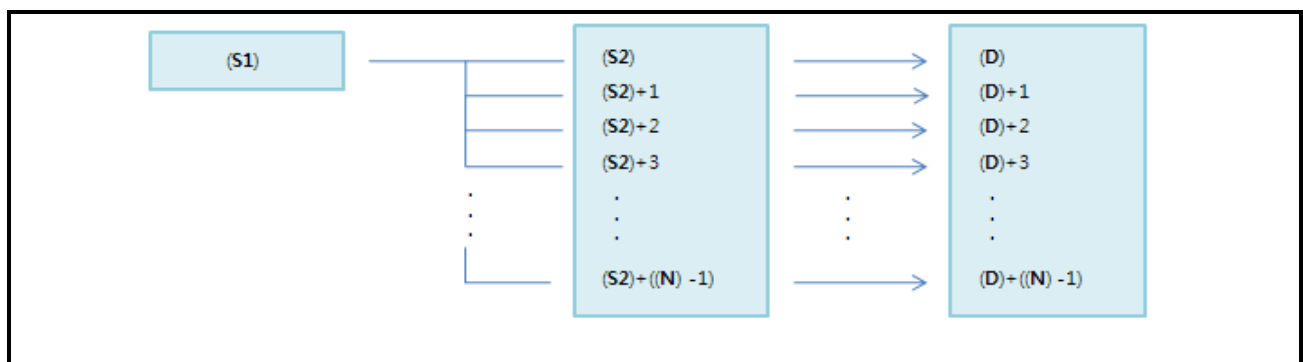 (S1) (S2) (D)
(S2)+1 (D)+1
(S2)+2 (D)+2
(S2)+3 (D)+3
. . . .
. . . .
. . . .
(S2)+((N) -1) (D)+((N) -1)